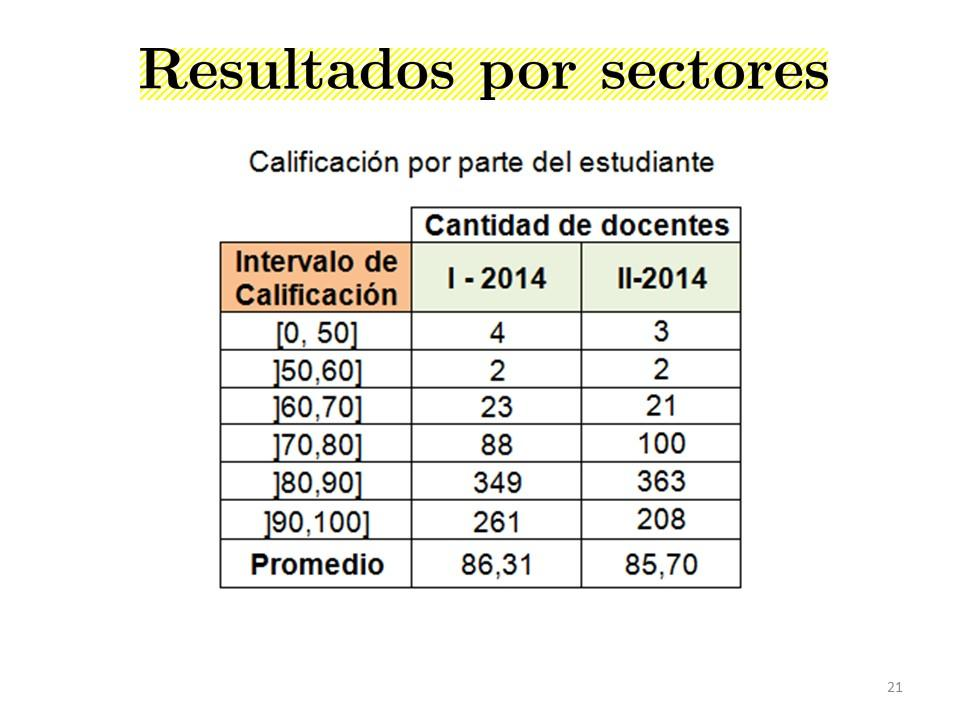 Resultados por sectores
Calificación por parte del estudiante
Cantidad de docentes
Intervalo de Calificación I - 2014 II-2014
[0, 50] 4 3
]50,60] 2 2
]60,70] 23 21
]70,80] 88 100
]80,90] 349 363
]90,100] 261 208
Promedio 86,31 85,70
21